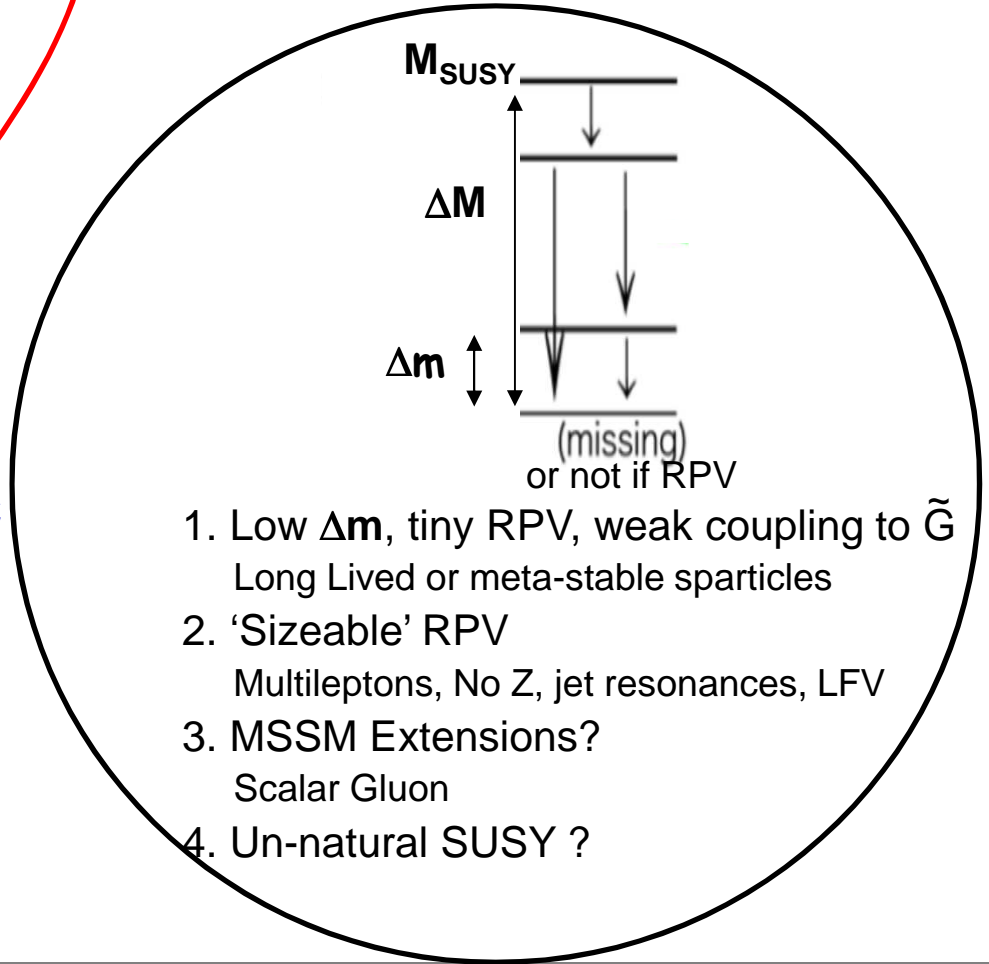 M_SUSY
ΔM
Δm
(missing)
or not if RPV
1. Low Δm, tiny RPV, weak coupling to G̃
Long Lived or meta-stable sparticles
2. ‘Sizeable’ RPV
Multileptons, No Z, jet resonances, LFV
3. MSSM Extensions?
Scalar Gluon
4. Un-natural SUSY ?